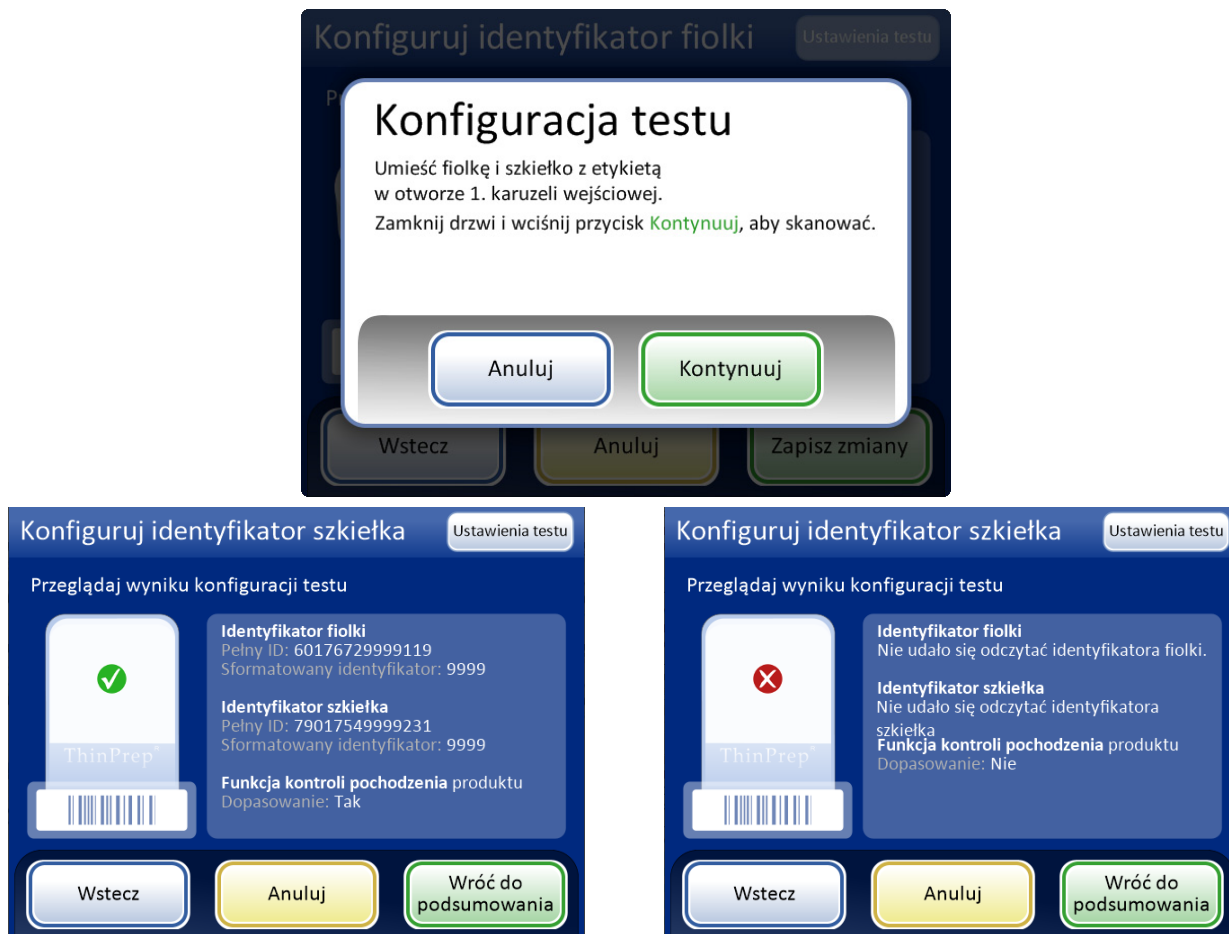 Konfiguruj identyfikator fiolki
Ustawienia testu
Konfiguracja testu
Umieść fiolkę i szkiełko z etykietą
w otworze 1. karuzeli wejściowej.
Zamknij drzwi i wciśnij przycisk Kontynuuj, aby skanować.
Anuluj
Kontynuuj
Wstecz
Anuluj
Zapisz zmiany
Konfiguruj identyfikator szkiełka
Ustawienia testu
Przeglądaj wyniku konfiguracji testu
Identyfikator fiolki
Pełny ID: 60176729999119
Sformatowany identyfikator: 9999
Identyfikator szkiełka
Pełny ID: 79017549999231
Sformatowany identyfikator: 9999
Funkcja kontroli pochodzenia produktu
Dopasowanie: Tak
ThinPrep®
Wstecz
Anuluj
Wróć do
podsumowania
Konfiguruj identyfikator szkiełka
Ustawienia testu
Przeglądaj wyniku konfiguracji testu
Identyfikator fiolki
Nie udało się odczytać identyfikatora fiolki.
Identyfikator szkiełka
Nie udało się odczytać identyfikatora
szkiełka
Funkcja kontroli pochodzenia produktu
Dopasowanie: Nie
ThinPrep®
Wstecz
Anuluj
Wróć do
podsumowania